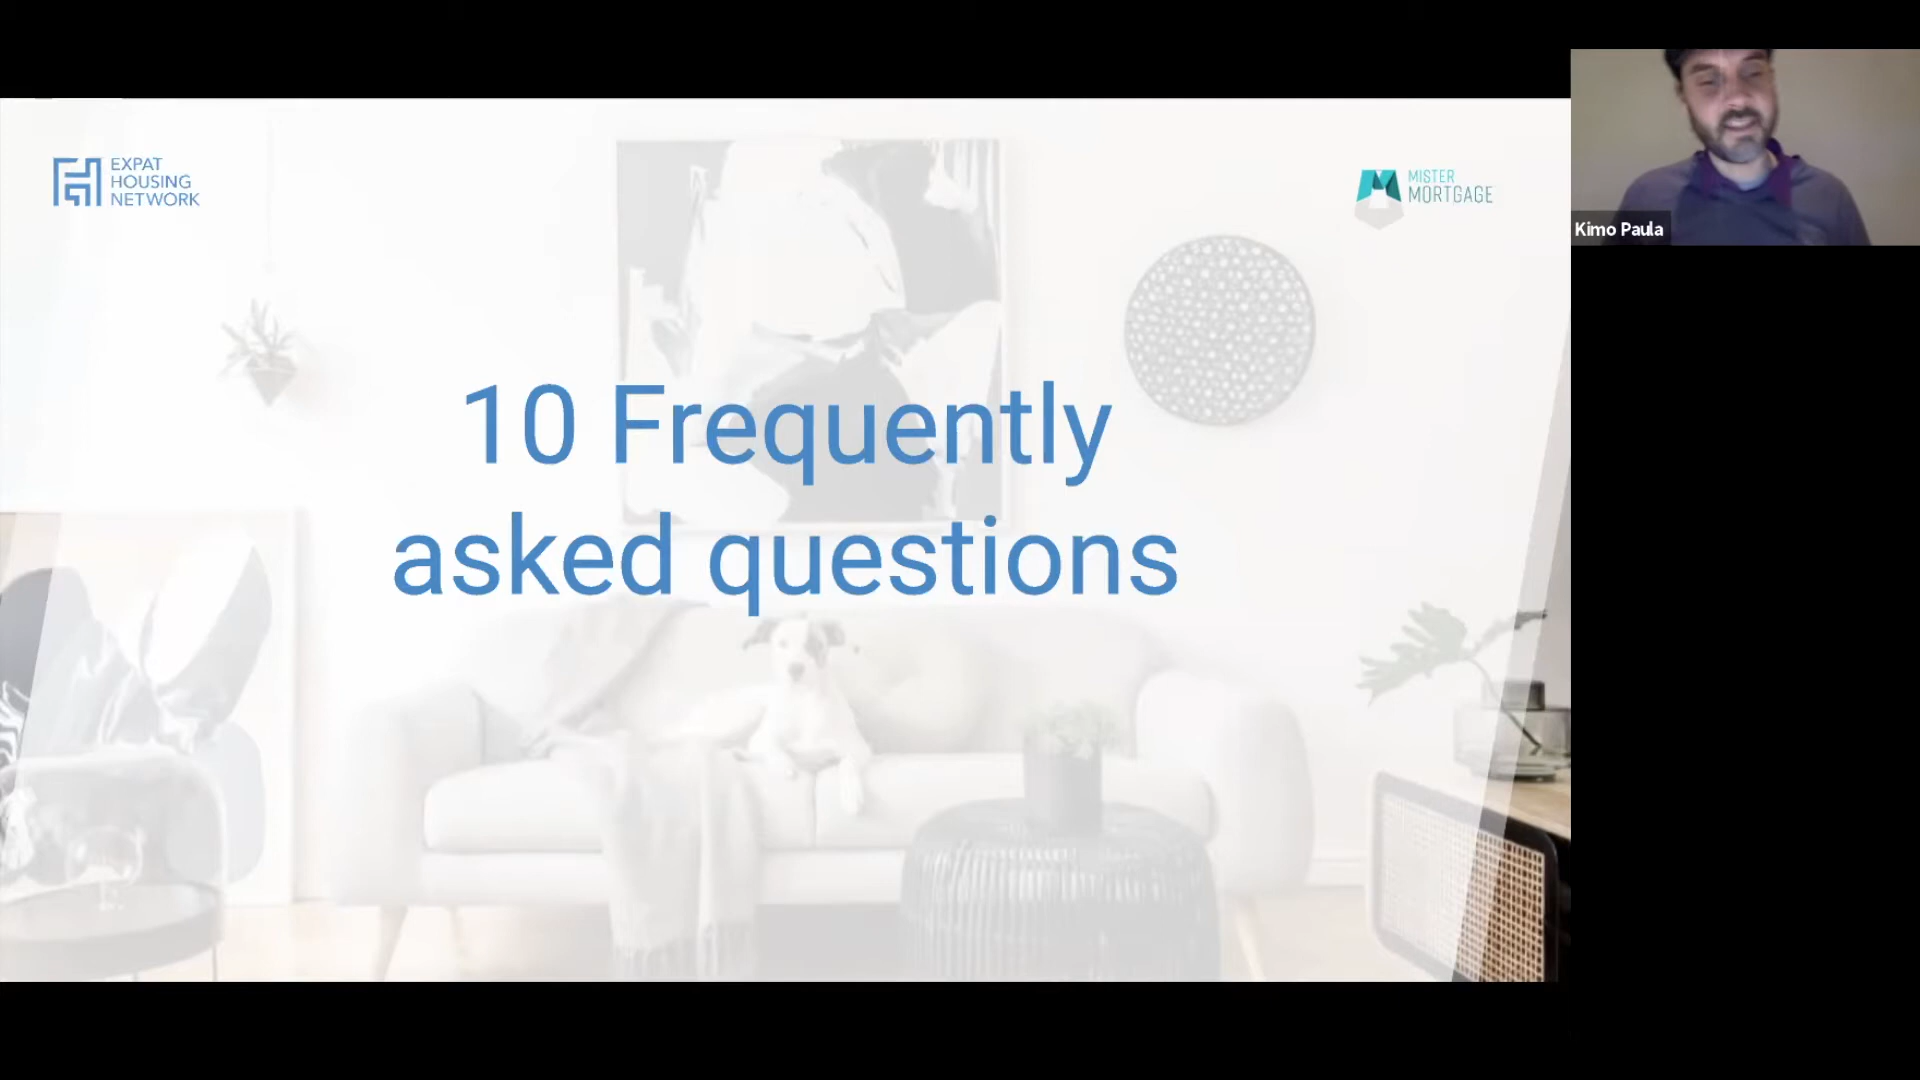 EXPAT
HOUSING
NETWORK
MISTER
MORTGAGE
Kimo Paula
10 Frequently
asked questions